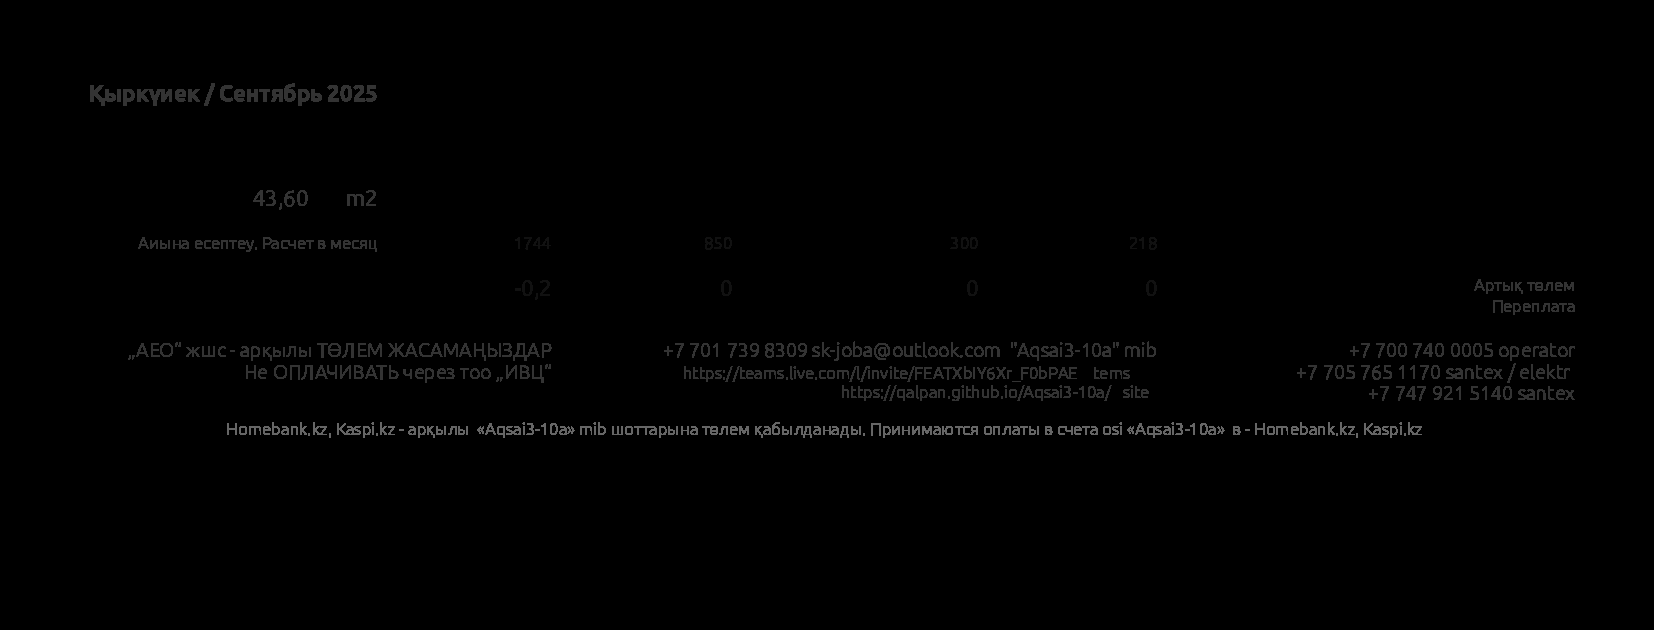 Қыркүиек / Сентябрь 2025
43,60 m2
Аиына есептеу. Расчет в месяц 1744 850 300 218
-0,2 0 0 0 Артық төлем
Переплата
„АЕО“ жшс - арқылы ТӨЛЕМ ЖАСАМАҢЫЗДАР +7 701 739 8309 sk-joba@outlook.com "Aqsai3-10a" mib +7 700 740 0005 operator
Не ОПЛАЧИВАТЬ через тоо „ИВЦ“ https://teams.live.com/l/invite/FEATXbIY6Xr_F0bPAE tems +7 705 765 1170 santex / elektr
https://qalpan.github.io/Aqsai3-10a/ site +7 747 921 5140 santex
Homebank.kz, Kaspi.kz - арқылы «Aqsai3-10a» mib шоттарына төлем қабылданады. Принимаются оплаты в счета osi «Aqsai3-10a» в - Homebank.kz, Kaspi.kz